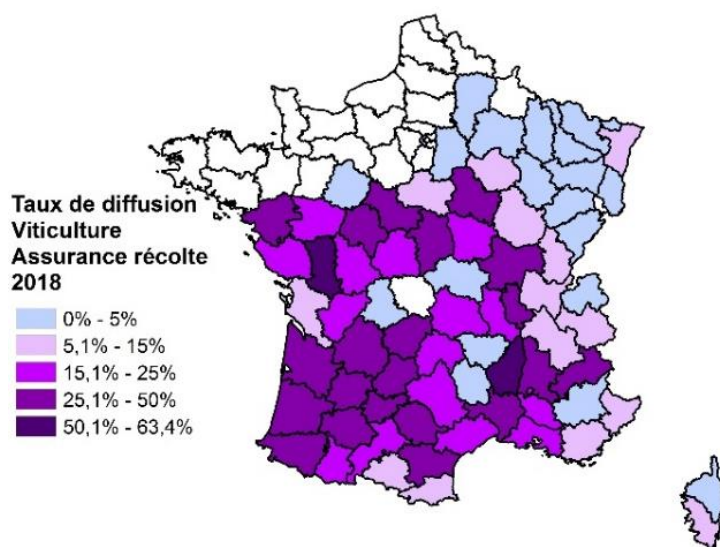 Taux de diffusion
Viticulture
Assurance récolte
2018
0% - 5%
5,1% - 15%
15,1% - 25%
25,1% - 50%
50,1% - 63,4%